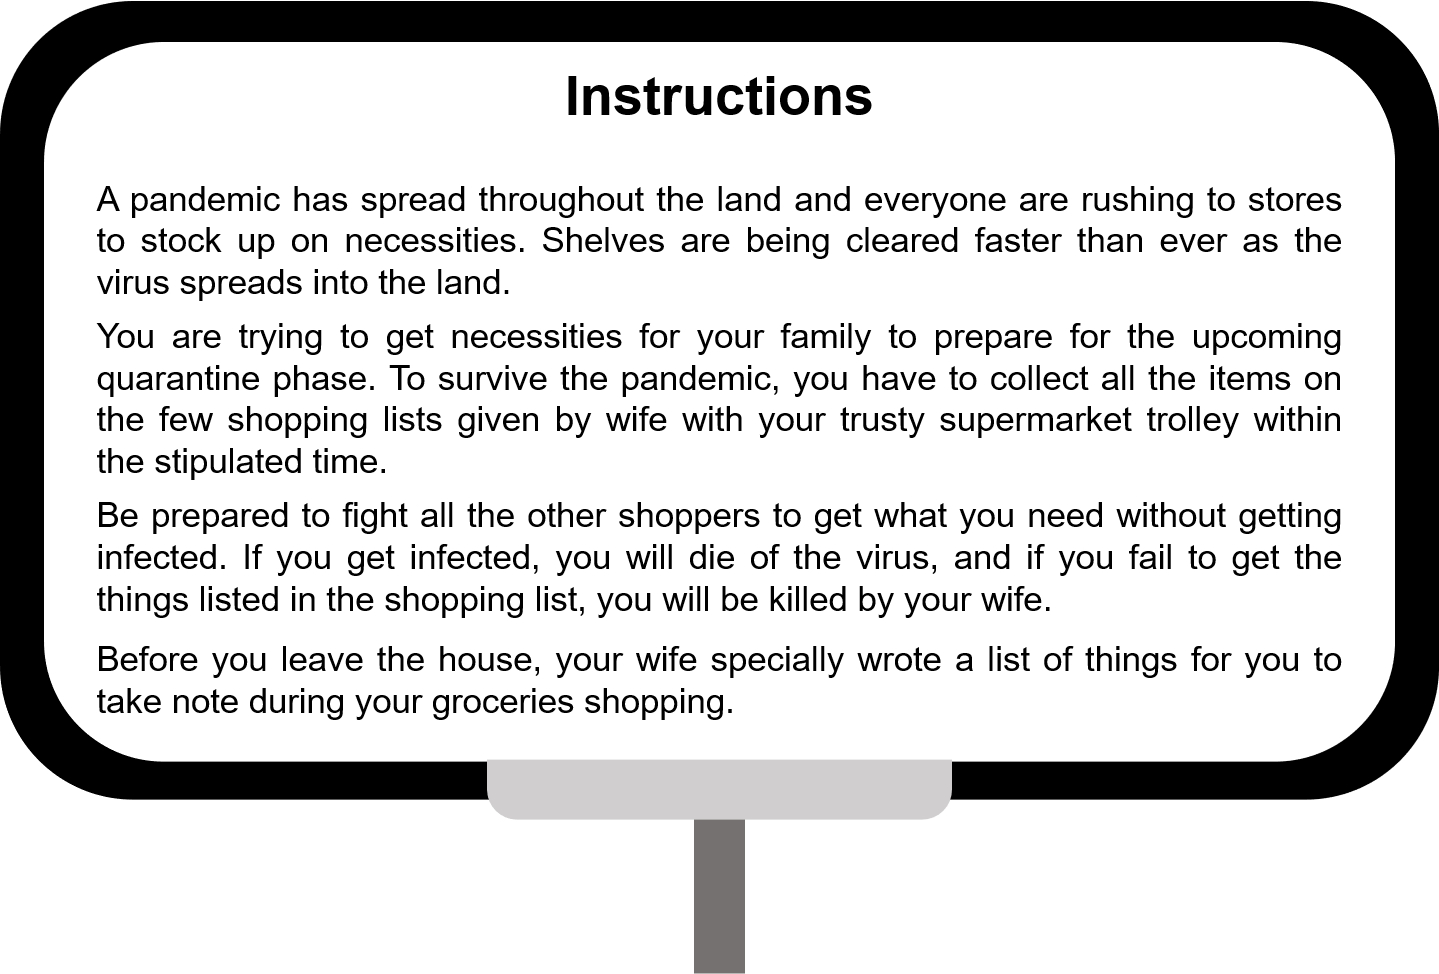 Instructions
A pandemic has spread throughout the land and everyone are rushing to stores
to stock up on necessities. Shelves are being cleared faster than ever as the
virus spreads into the land.
You are trying to get necessities for your family to prepare for the upcoming
quarantine phase. To survive the pandemic, you have to collect all the items on
the few shopping lists given by wife with your trusty supermarket trolley within
the stipulated time.
Be prepared to fight all the other shoppers to get what you need without getting
infected. If you get infected, you will die of the virus, and if you fail to get the
things listed in the shopping list, you will be killed by your wife.
Before you leave the house, your wife specially wrote a list of things for you to
take note during your groceries shopping.